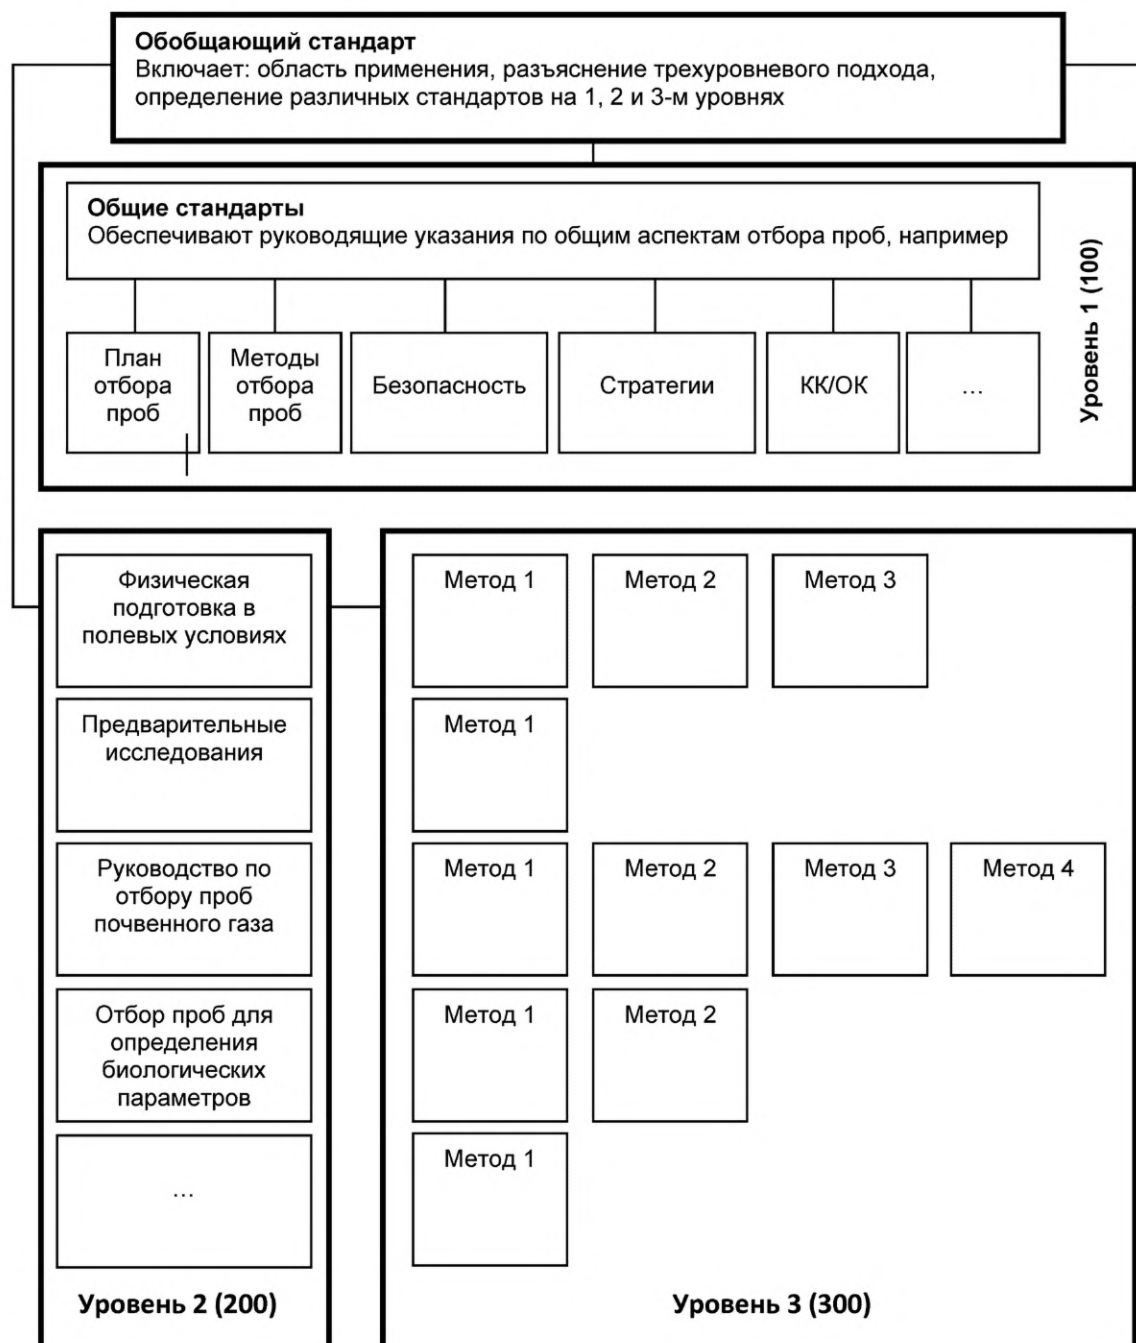 Обобщающий стандарт
Включает: область применения, разъяснение трехуровневого подхода,
определение различных стандартов на 1, 2 и 3-м уровнях
Общие стандарты
Обеспечивают руководящие указания по общим аспектам отбора проб, например
План
отбора
проб
Методы
отбора
проб
Безопасность
Стратегии
КК/ОК
...
Уровень 1 (100)
Физическая
подготовка в
полевых условиях
Метод 1
Метод 2
Метод 3
Предварительные
исследования
Метод 1
Руководство по
отбору проб
почвенного газа
Метод 1
Метод 2
Метод 3
Метод 4
Отбор проб для
определения
биологических
параметров
Метод 1
Метод 2
...
Метод 1
Уровень 2 (200)
Уровень 3 (300)